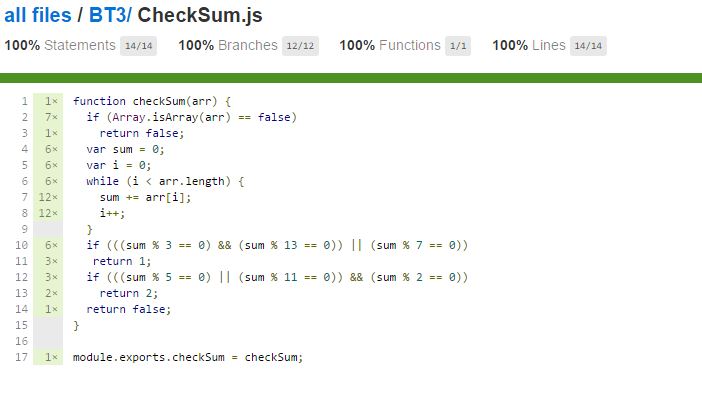 all files / BT3/ CheckSum.js
100% Statements 14/14 100% Branches 12/12 100% Functions 1/1 100% Lines 14/14
1 1× function checkSum(arr) {
2 7× if (Array.isArray(arr) == false)
3 1× return false;
4 6× var sum = 0;
5 6× var i = 0;
6 6× while (i < arr.length) {
7 12× sum += arr[i];
8 12× i++;
9 }
10 6× if (((sum % 3 == 0) && (sum % 13 == 0)) || (sum % 7 == 0))
11 3× return 1;
12 3× if (((sum % 5 == 0) || (sum % 11 == 0)) && (sum % 2 == 0))
13 2× return 2;
14 1× return false;
15 }
16
17 1× module.exports.checkSum = checkSum;